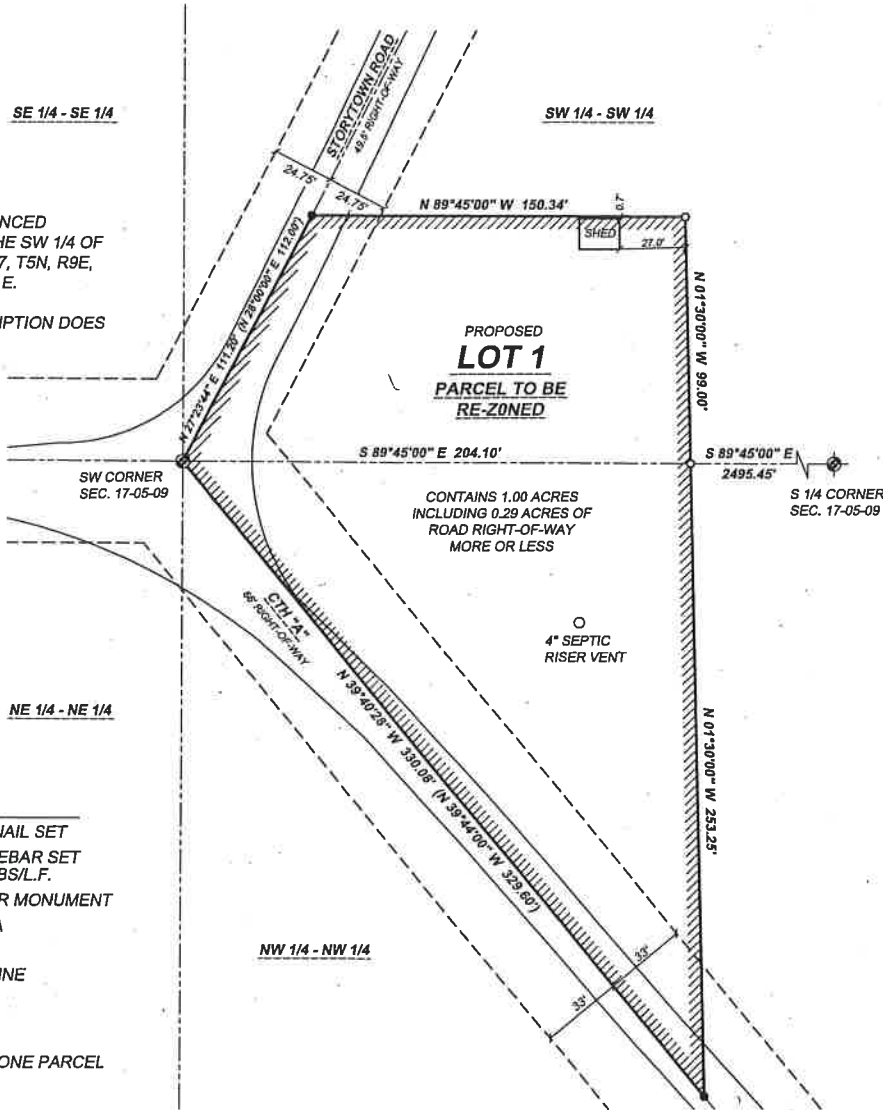 SE 1/4 - SE 1/4
SW 1/4 - SW 1/4
STORYTOWN ROAD
49.5' RIGHT-OF-WAY
24.75'
24.75'
N 89°45'00" W 150.34'
0.7'
SHED
27.0'
NCED
HE SW 1/4 OF
7, T5N, R9E,
E.
IPTION DOES
N 27°23'44" E 111.20' (N 28°00'00" E 112.00')
N 01°30'00" W 99.00'
PROPOSED
LOT 1
PARCEL TO BE
RE-Z0NED
S 89°45'00" E 204.10'
S 89°45'00" E
2495.45'
SW CORNER
SEC. 17-05-09
S 1/4 CORNER
SEC. 17-05-09
CONTAINS 1.00 ACRES
INCLUDING 0.29 ACRES OF
ROAD RIGHT-OF-WAY
MORE OR LESS
CTH "A"
66' RIGHT-OF-WAY
4" SEPTIC
RISER VENT
N 39°40'28" W 330.08' (N 39°44'00" W 329.60')
N 01°30'00" W 253.25'
NE 1/4 - NE 1/4
NAIL SET
EBAR SET
BS/L.F.
R MONUMENT
A
INE
ONE PARCEL
NW 1/4 - NW 1/4
33'
33'